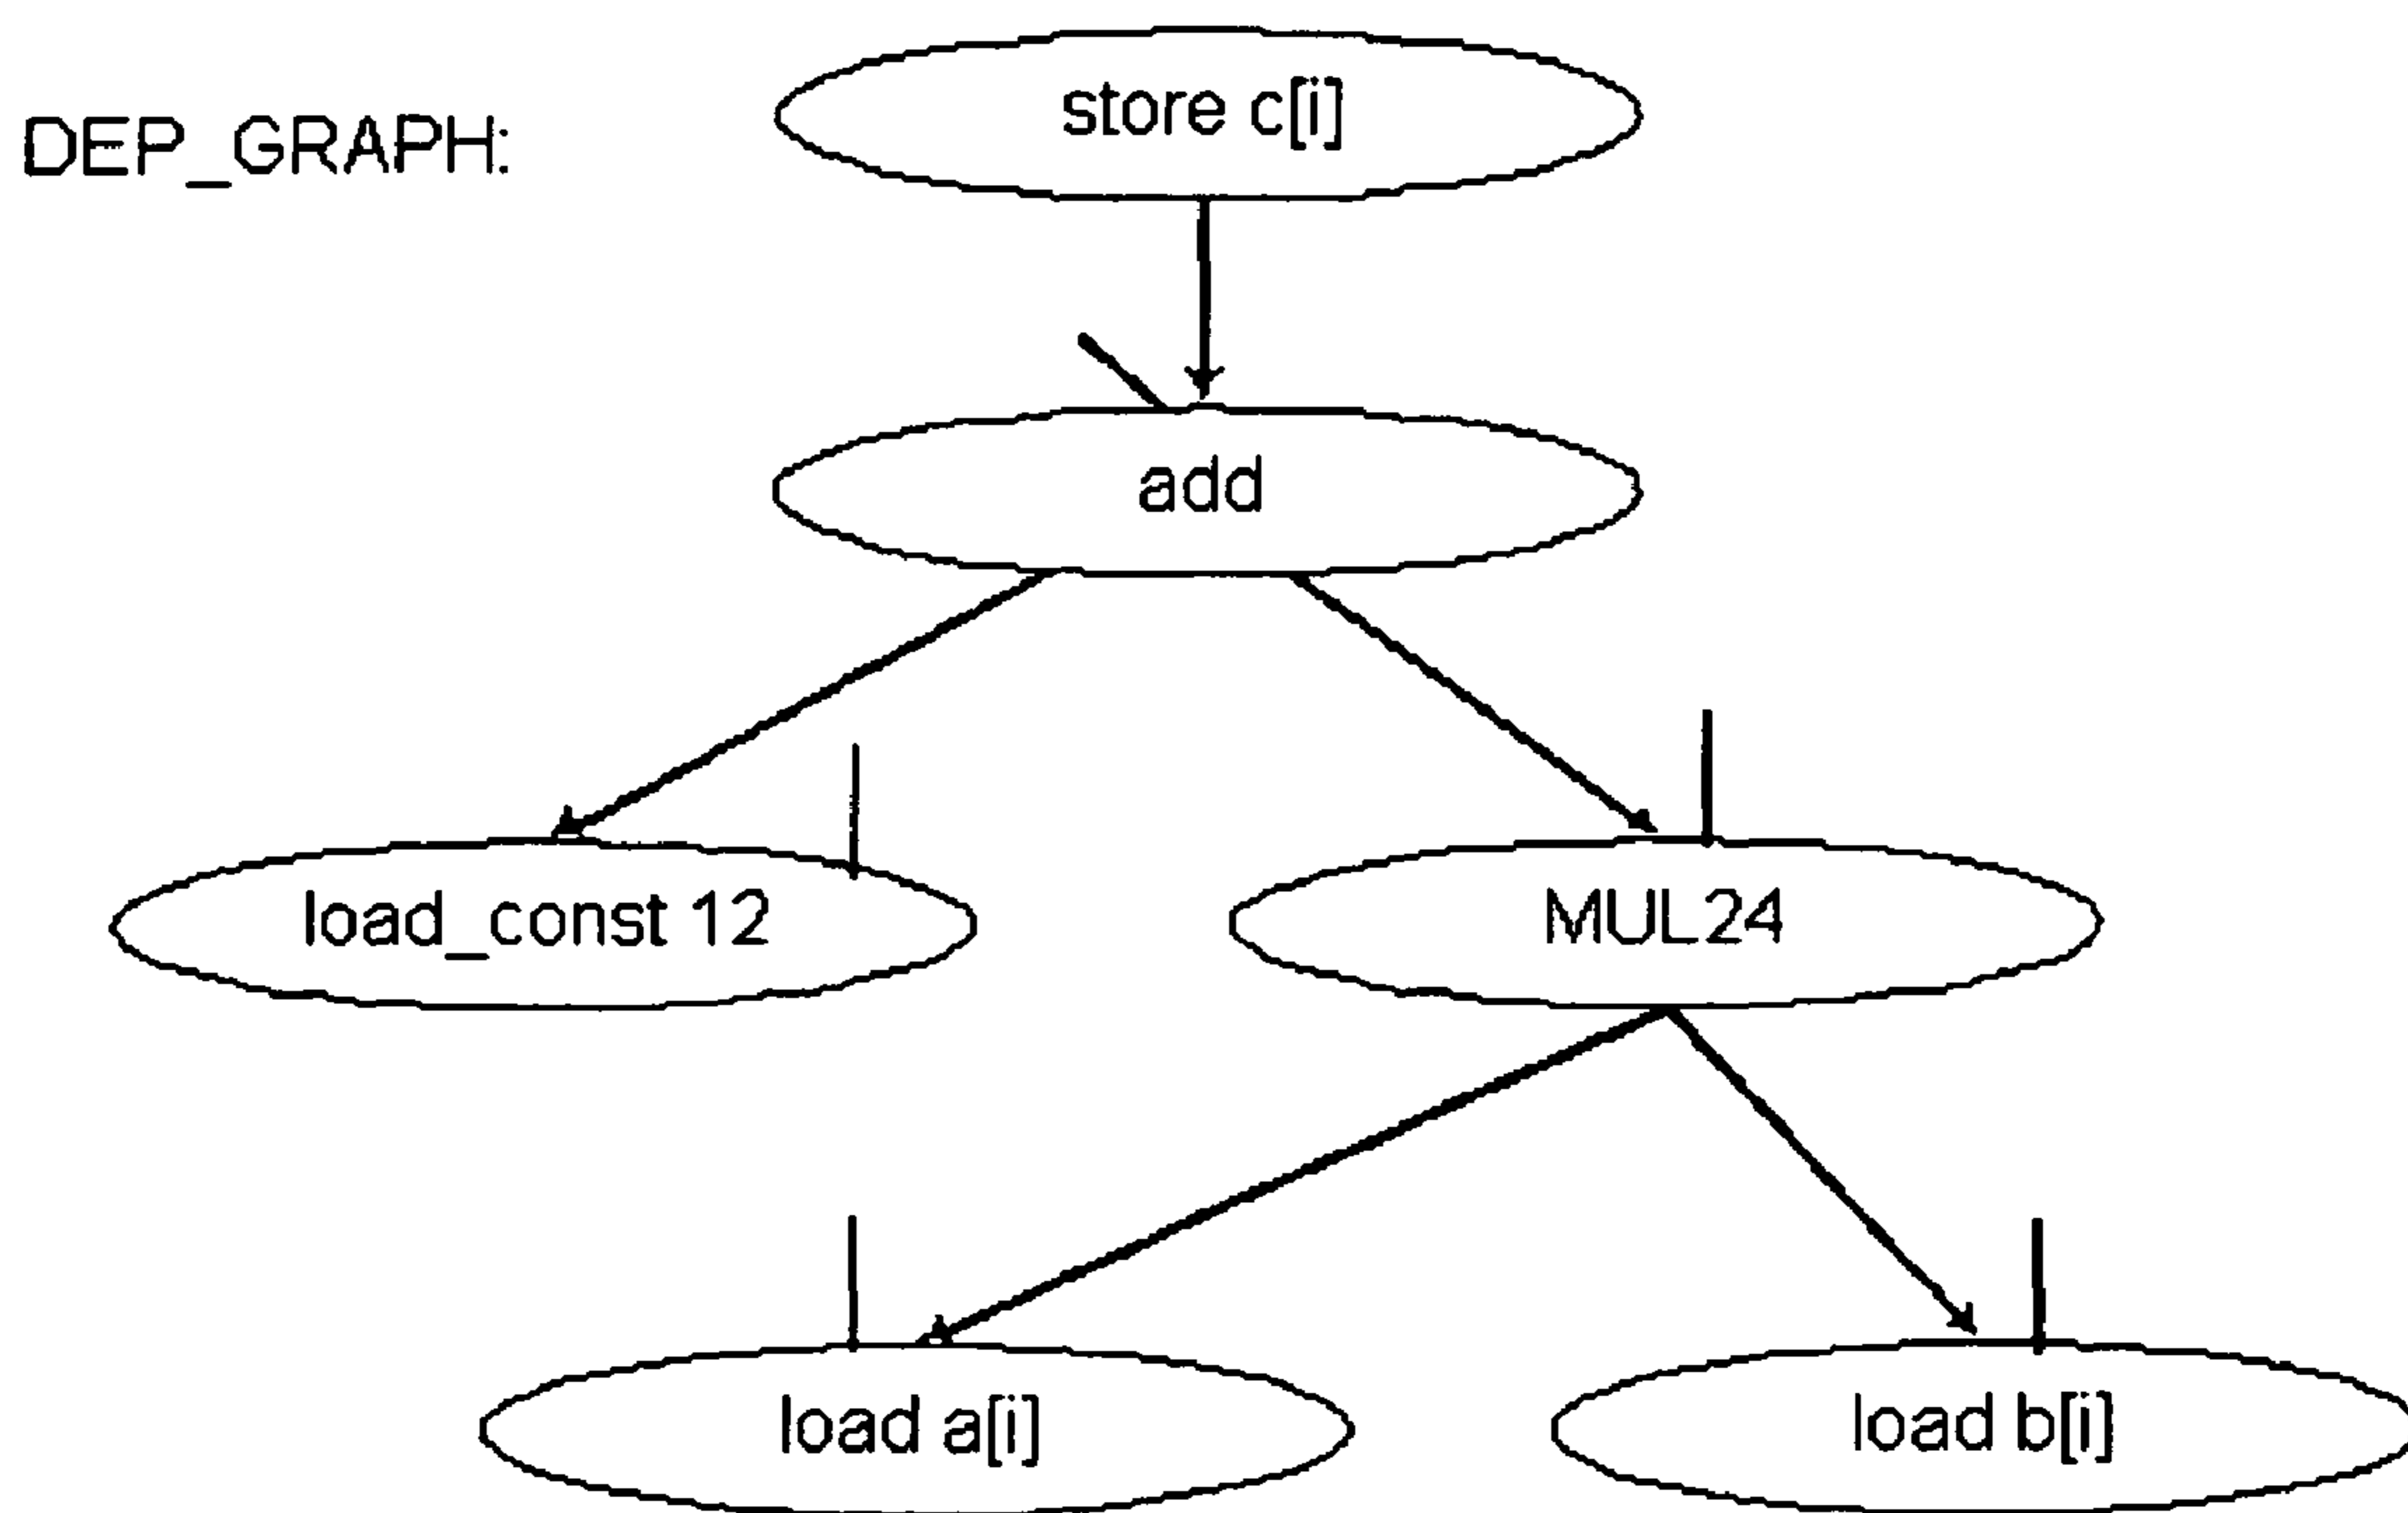 store c[i]
DEP_GRAPH:
add
load_const 12
MUL24
load a[i]
load b[i]